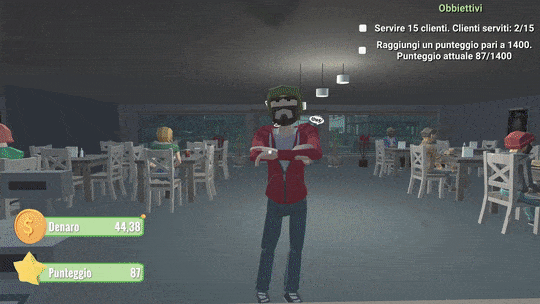 Obbiettivi
Servire 15 clienti. Clienti serviti: 2/15
Raggiungi un punteggio pari a 1400.
Punteggio attuale 87/1400
Denaro 44,38
Punteggio 87